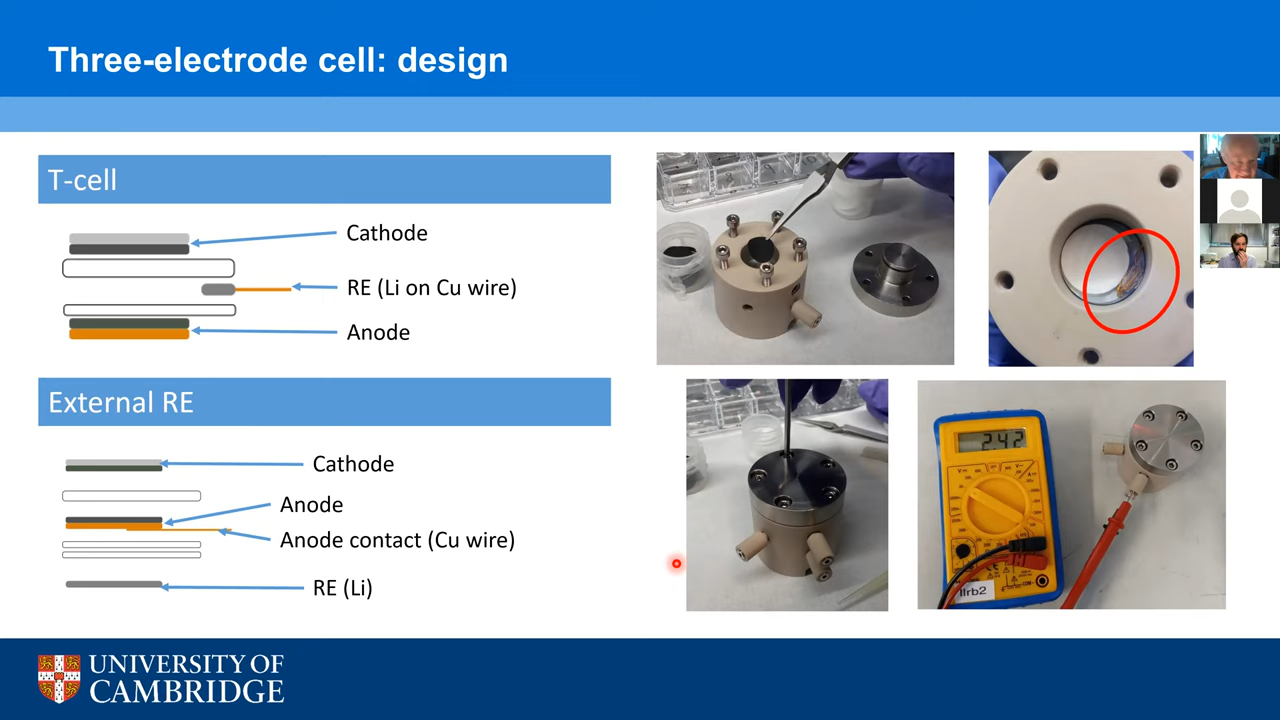 Three-electrode cell: design
T-cell
Cathode
RE (Li on Cu wire)
Anode
External RE
Cathode
Anode
Anode contact (Cu wire)
RE (Li)
2.42
llrb2
UNIVERSITY OF
CAMBRIDGE